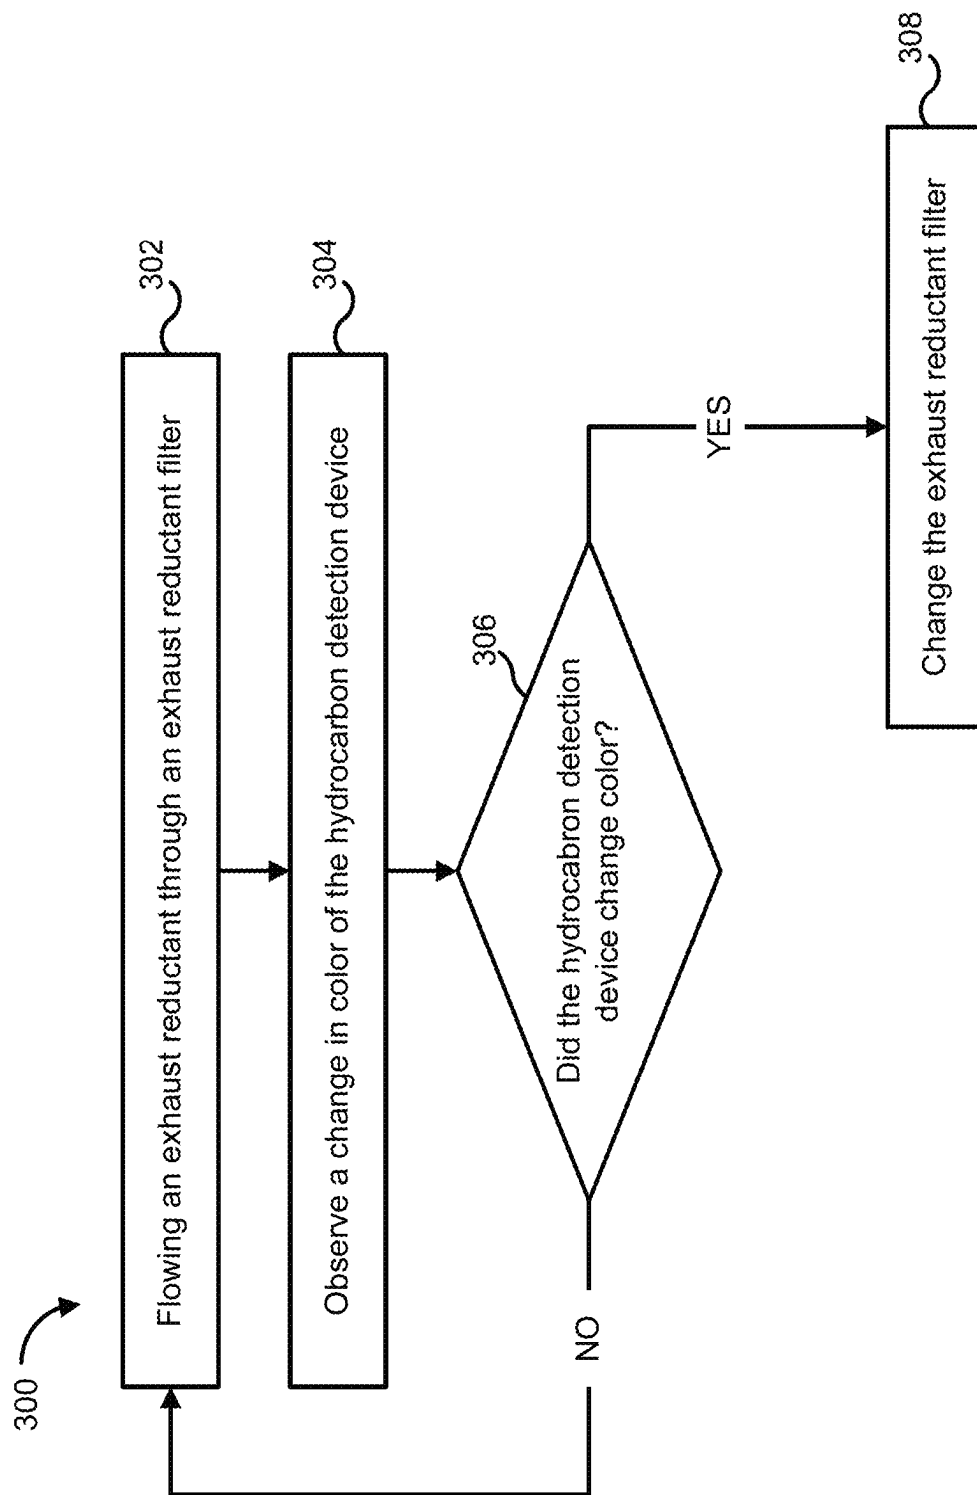 300
302
Flowing an exhaust reductant through an exhaust reductant filter
304
Observe a change in color of the hydrocarbon detection device
306
Did the hydrocabron detection
device change color?
NO
YES
308
Change the exhaust reductant filter